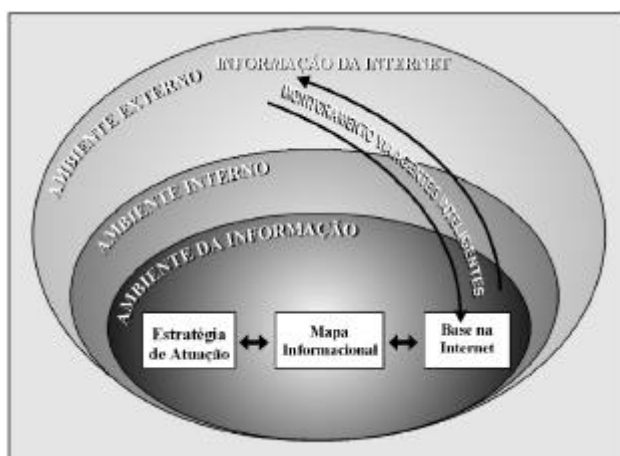 INFORMAÇÃO DA INTERNET
AMBIENTE EXTERNO
MONITORAMENTO VIA AGENTES INTELIGENTES
AMBIENTE INTERNO
AMBIENTE DA INFORMAÇÃO
Estratégia
de Atuação
Mapa
Informacional
Base na
Internet